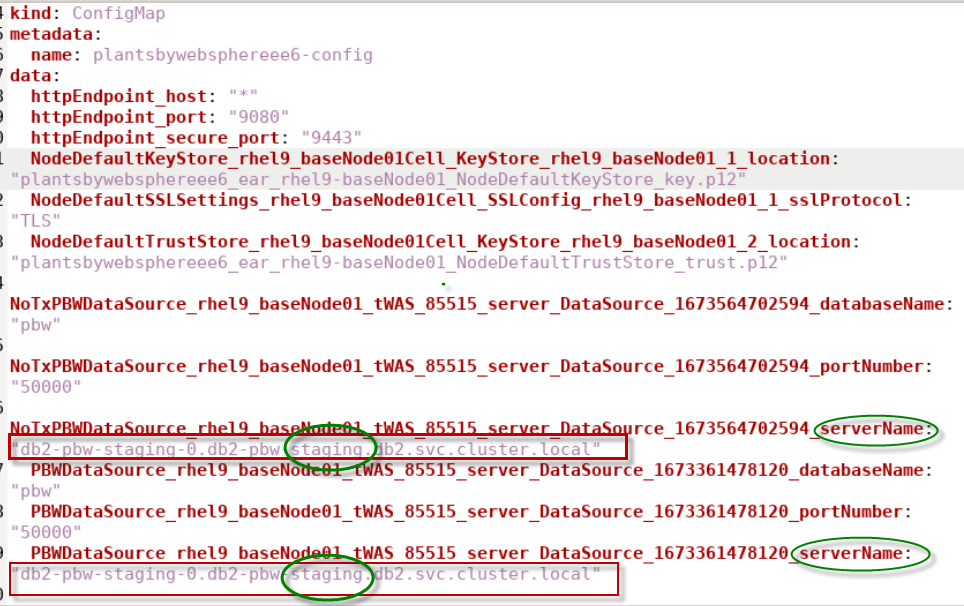 kind: ConfigMap
metadata:
name: plantsbywebsphereee6-config
data:
httpEndpoint_host: "*"
httpEndpoint_port: "9080"
httpEndpoint_secure_port: "9443"
NodeDefaultKeyStore_rhel9_baseNode01Cell_KeyStore_rhel9_baseNode01_1_location:
"plantsbywebsphereee6_ear_rhel9-baseNode01_NodeDefaultKeyStore_key.p12"
NodeDefaultSSLSettings_rhel9_baseNode01Cell_SSLConfig_rhel9_baseNode01_1_sslProtocol:
"TLS"
NodeDefaultTrustStore_rhel9_baseNode01Cell_KeyStore_rhel9_baseNode01_2_location:
"plantsbywebsphereee6_ear_rhel9-baseNode01_NodeDefaultTrustStore_trust.p12"
NoTxPBWDataSource_rhel9_baseNode01_tWAS_85515_server_DataSource_1673564702594_databaseName:
"pbw"
NoTxPBWDataSource_rhel9_baseNode01_tWAS_85515_server_DataSource_1673564702594_portNumber:
"50000"
NoTxPBWDataSource_rhel9_baseNode01_tWAS_85515_server_DataSource_1673564702594_serverName:
"db2-pbw-staging-0.db2-pbw-staging.db2.svc.cluster.local"
PBWDataSource_rhel9_baseNode01_tWAS_85515_server_DataSource_1673361478120_databaseName:
"pbw"
PBWDataSource_rhel9_baseNode01_tWAS_85515_server_DataSource_1673361478120_portNumber:
"50000"
PBWDataSource_rhel9_baseNode01_tWAS_85515_server_DataSource_1673361478120_serverName:
"db2-pbw-staging-0.db2-pbw-staging.db2.svc.cluster.local"